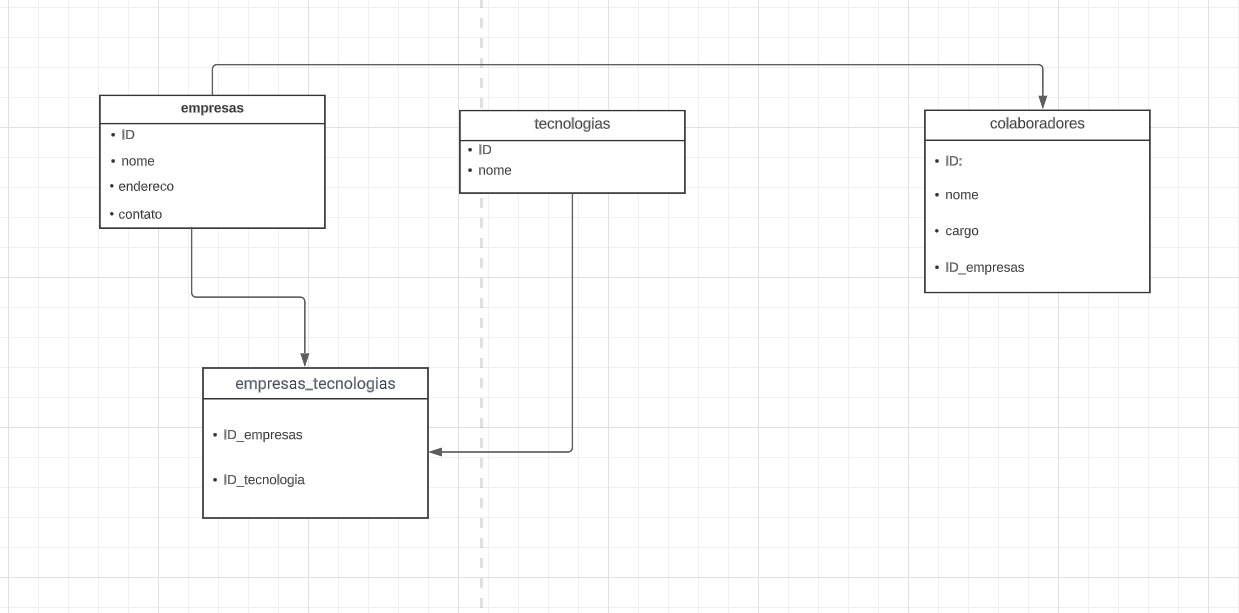 empresas
• ID
• nome
• endereco
• contato
tecnologias
• ID
• nome
colaboradores
• ID:
• nome
• cargo
• ID_empresas
empresas_tecnologias
• ID_empresas
• ID_tecnologia